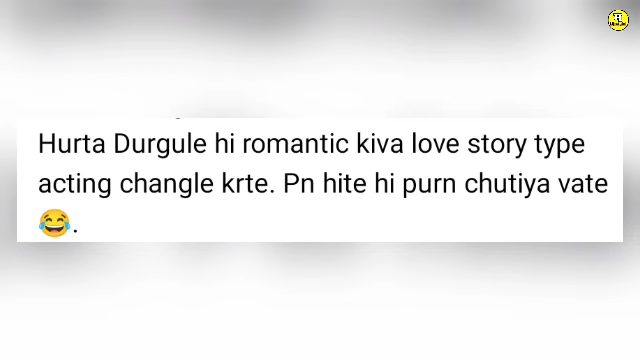 Hurta Durgule hi romantic kiva love story type
acting changle krte. Pn hite hi purn chutiya vate
😂.